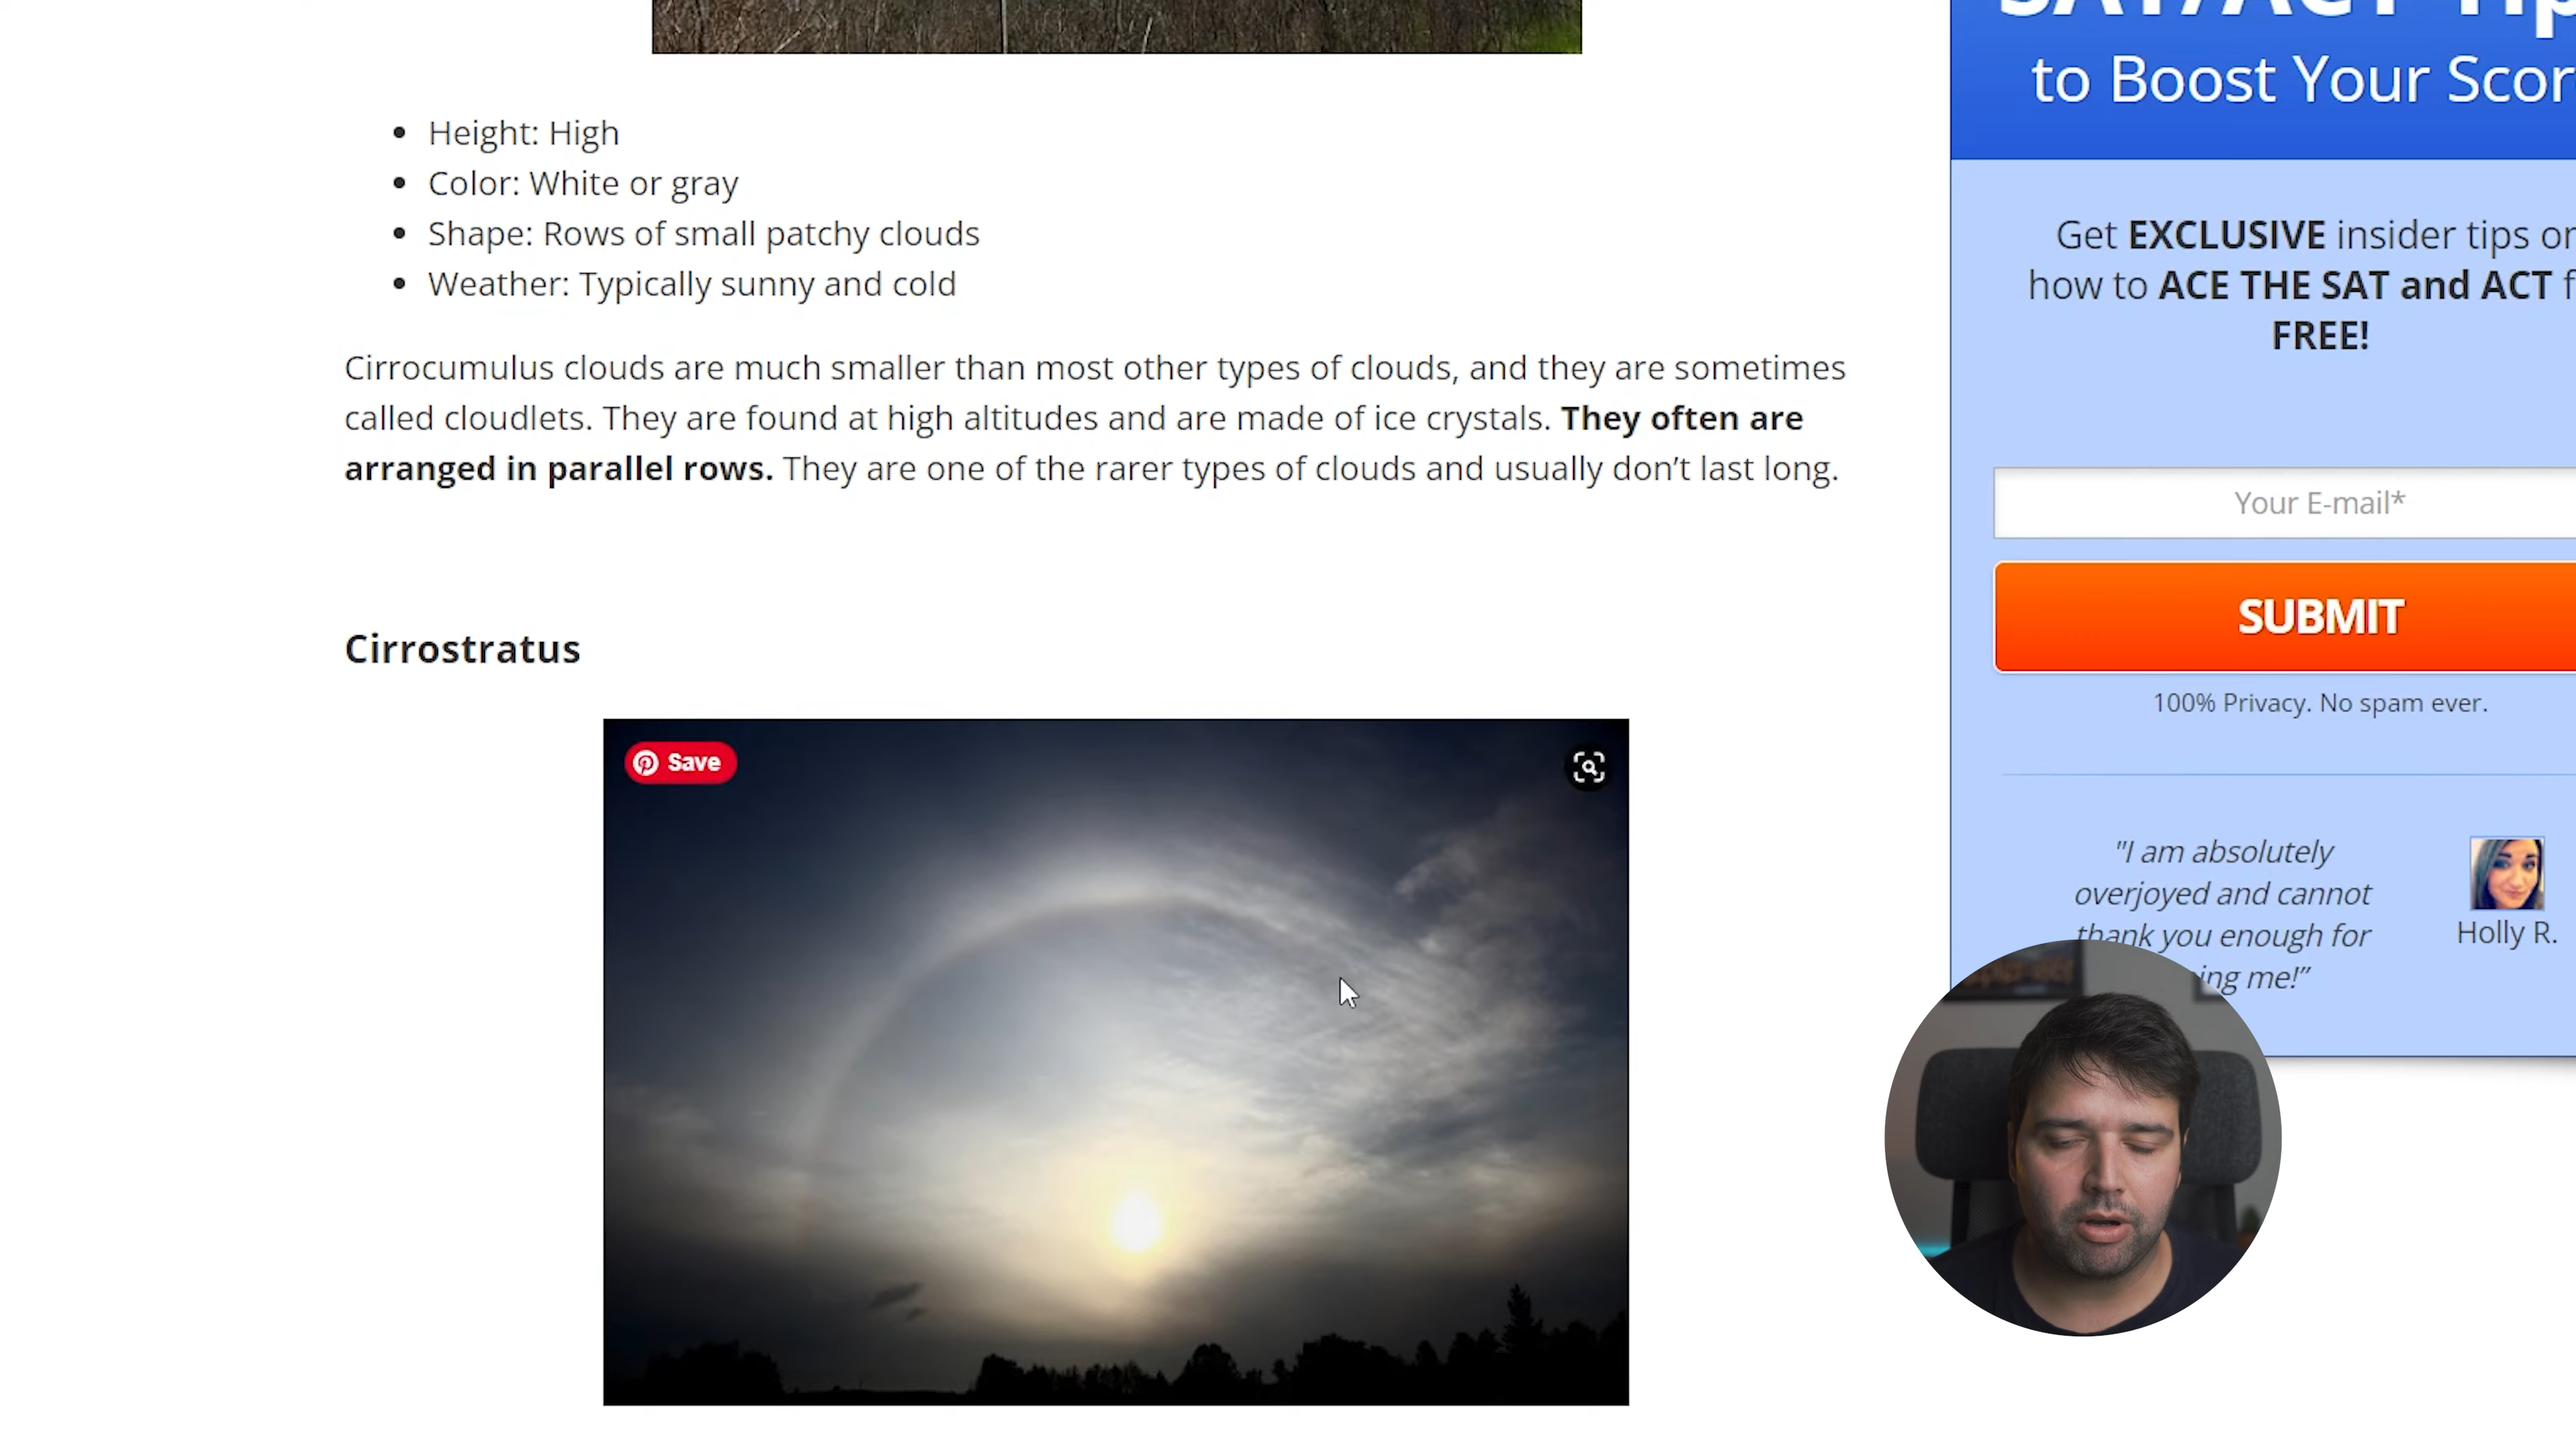 Height: High
Color: White or gray
Shape: Rows of small patchy clouds
Weather: Typically sunny and cold
Cirrocumulus clouds are much smaller than most other types of clouds, and they are sometimes
called cloudlets. They are found at high altitudes and are made of ice crystals. They often are
arranged in parallel rows. They are one of the rarer types of clouds and usually don’t last long.
Cirrostratus
Save
to Boost Your
Get EXCLUSIVE insider tips
how to ACE THE SAT and ACT
FREE!
Your E-mail*
SUBMIT
100% Privacy. No spam ever.
"I am absolutely
overjoyed and cannot
thank you enough for
me!”
Holly R.